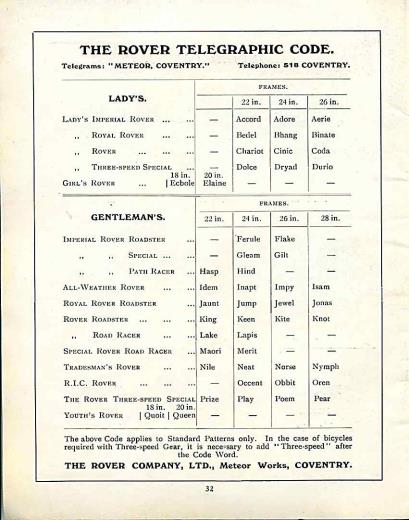 THE ROVER TELEGRAPHIC CODE.
Telegrams: "METEOR, COVENTRY." Telephone: 518 COVENTRY.
LADY'S. FRAMES.
22 in. 24 in. 26 in.
LADY'S IMPERIAL ROVER ... ... — Accord Adore Aerie
„ ROYAL ROVER ... ... — Bedel Bhang Binate
„ ROVER ... ... — Chariot Cinic Coda
„ THREE-SPEED SPECIAL ... — Dolce Dryad Durio
18 in. 20 in.
GIRL'S ROVER ... | Ecbole Elaine — — —
GENTLEMAN'S. FRAMES.
22 in. 24 in. 26 in. 28 in.
IMPERIAL ROVER ROADSTER ... — Ferule Flake —
„ „ SPECIAL ... ... — Gleam Gilt —
„ „ PATH RACER ... Hasp Hind — —
ALL-WEATHER ROVER ... ... Idem Inapt Impy Isam
ROYAL ROVER ROADSTER ... Jaunt Jump Jewel Jonas
ROVER ROADSTER ... ... ... King Keen Kite Knot
„ ROAD RACER ... ... Lake Lapis — —
SPECIAL ROVER ROAD RACER ... Maori Merit — —
TRADESMAN'S ROVER ... ... Nile Neat Norse Nymph
R.I.C. ROVER ... ... ... — Occent Obbit Oren
THE ROVER THREE-SPEED SPECIAL Prize Play Poem Pear
18 in. 20 in.
YOUTH'S ROVER | Quoit | Queen — — — —
The above Code applies to Standard Patterns only. In the case of bicycles
required with Three-speed Gear, it is necessary to add "Three-speed" after
the Code Word.
THE ROVER COMPANY, LTD., Meteor Works, COVENTRY.
32